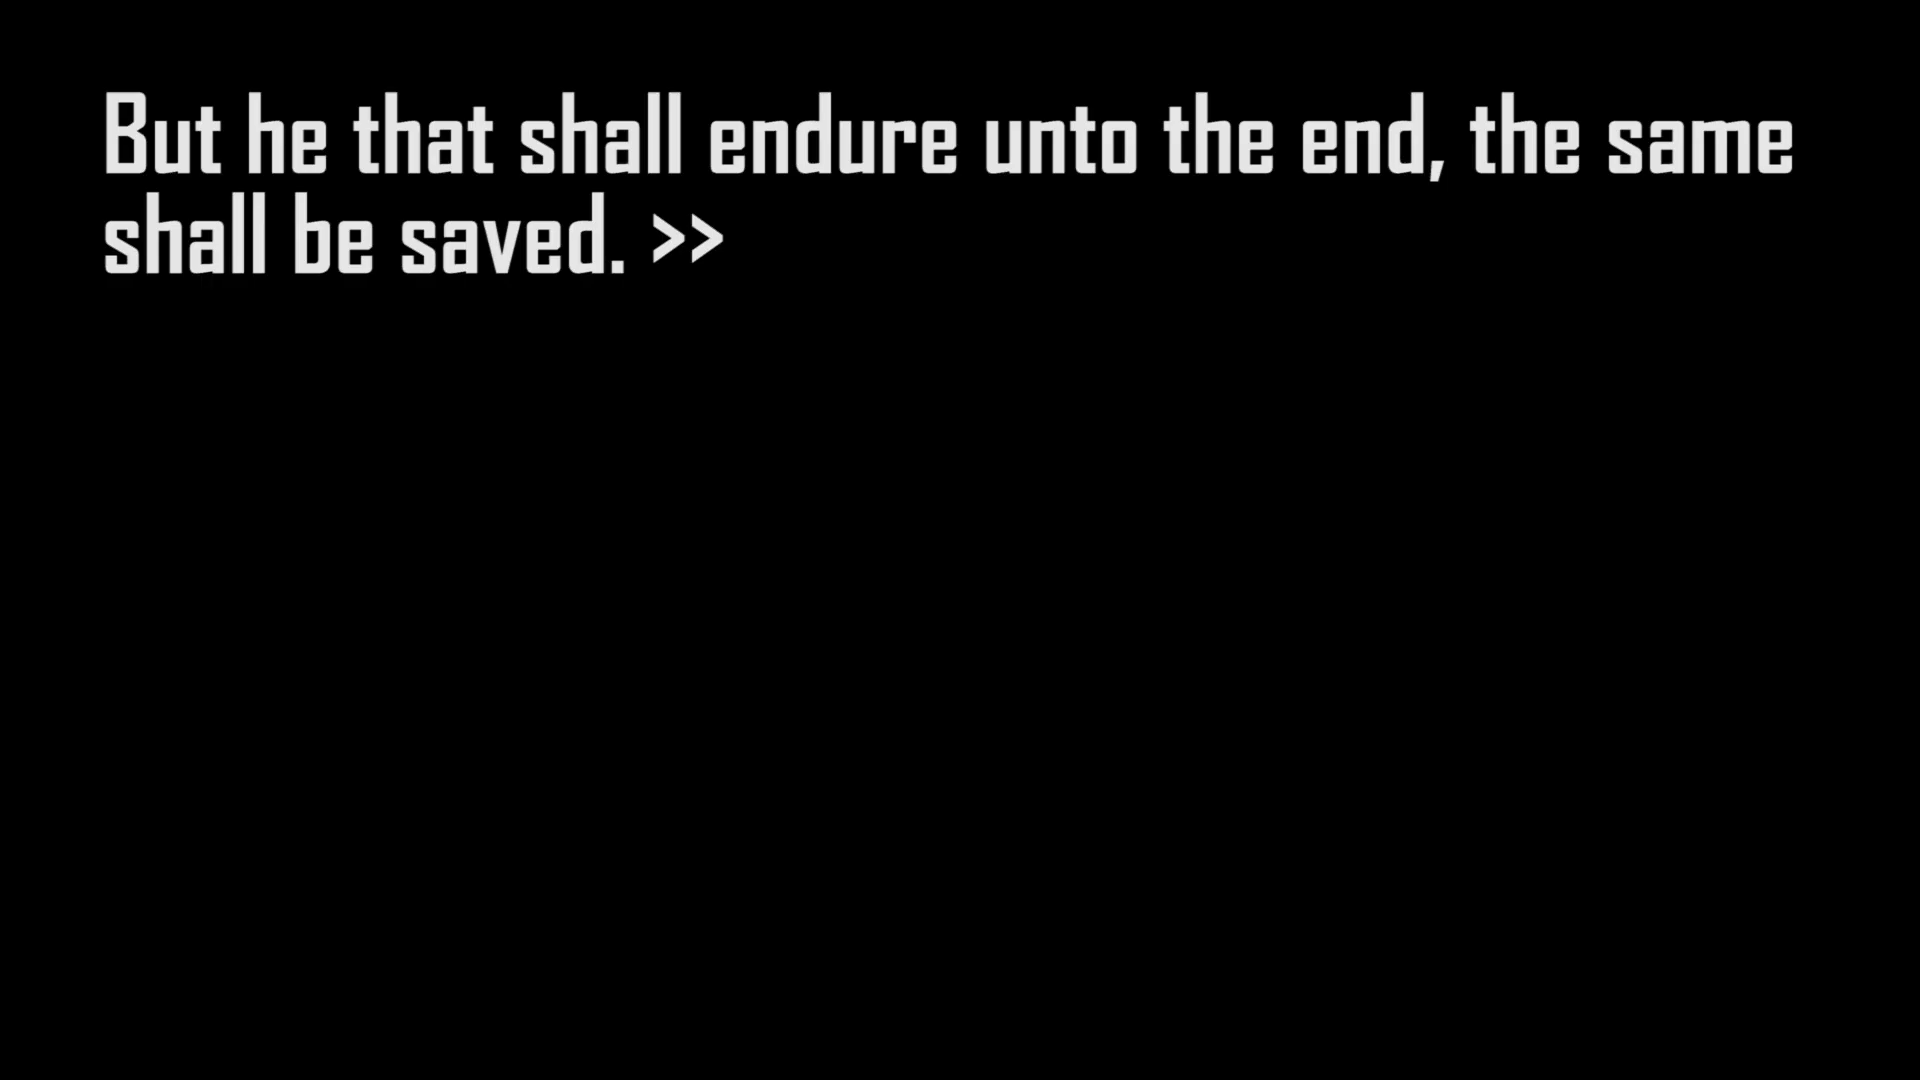 But he that shall endure unto the end, the same
shall be saved. >>